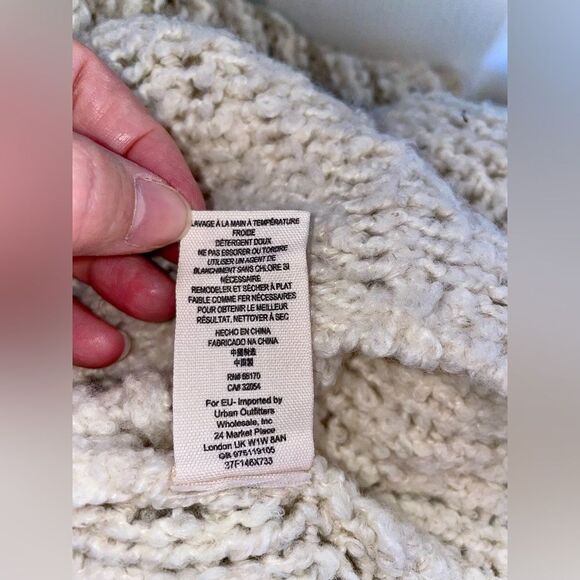 LAVAGE À LA MAIN À TEMPÉRATURE
FROIDE
DÉTERGENT DOUX
NE PAS ESSORER OU TORDRE
UTILISER UN AGENT DE
BLANCHIMENT SANS CHLORE SI
NÉCESSAIRE
REMODELER ET SÉCHER À PLAT
FAIBLE COMME FER NÉCESSAIRES
POUR OBTENIR LE MEILLEUR
RÉSULTAT, NETTOYER À SEC
HECHO EN CHINA
FABRICADO NA CHINA
中國制造
中国製
RN# 66170
CA# 32054
For EU- Imported by
Urban Outfitters
Wholesale, Inc
24 Market Place
London UK W1W 8AN
GB 975119105
37F146X733